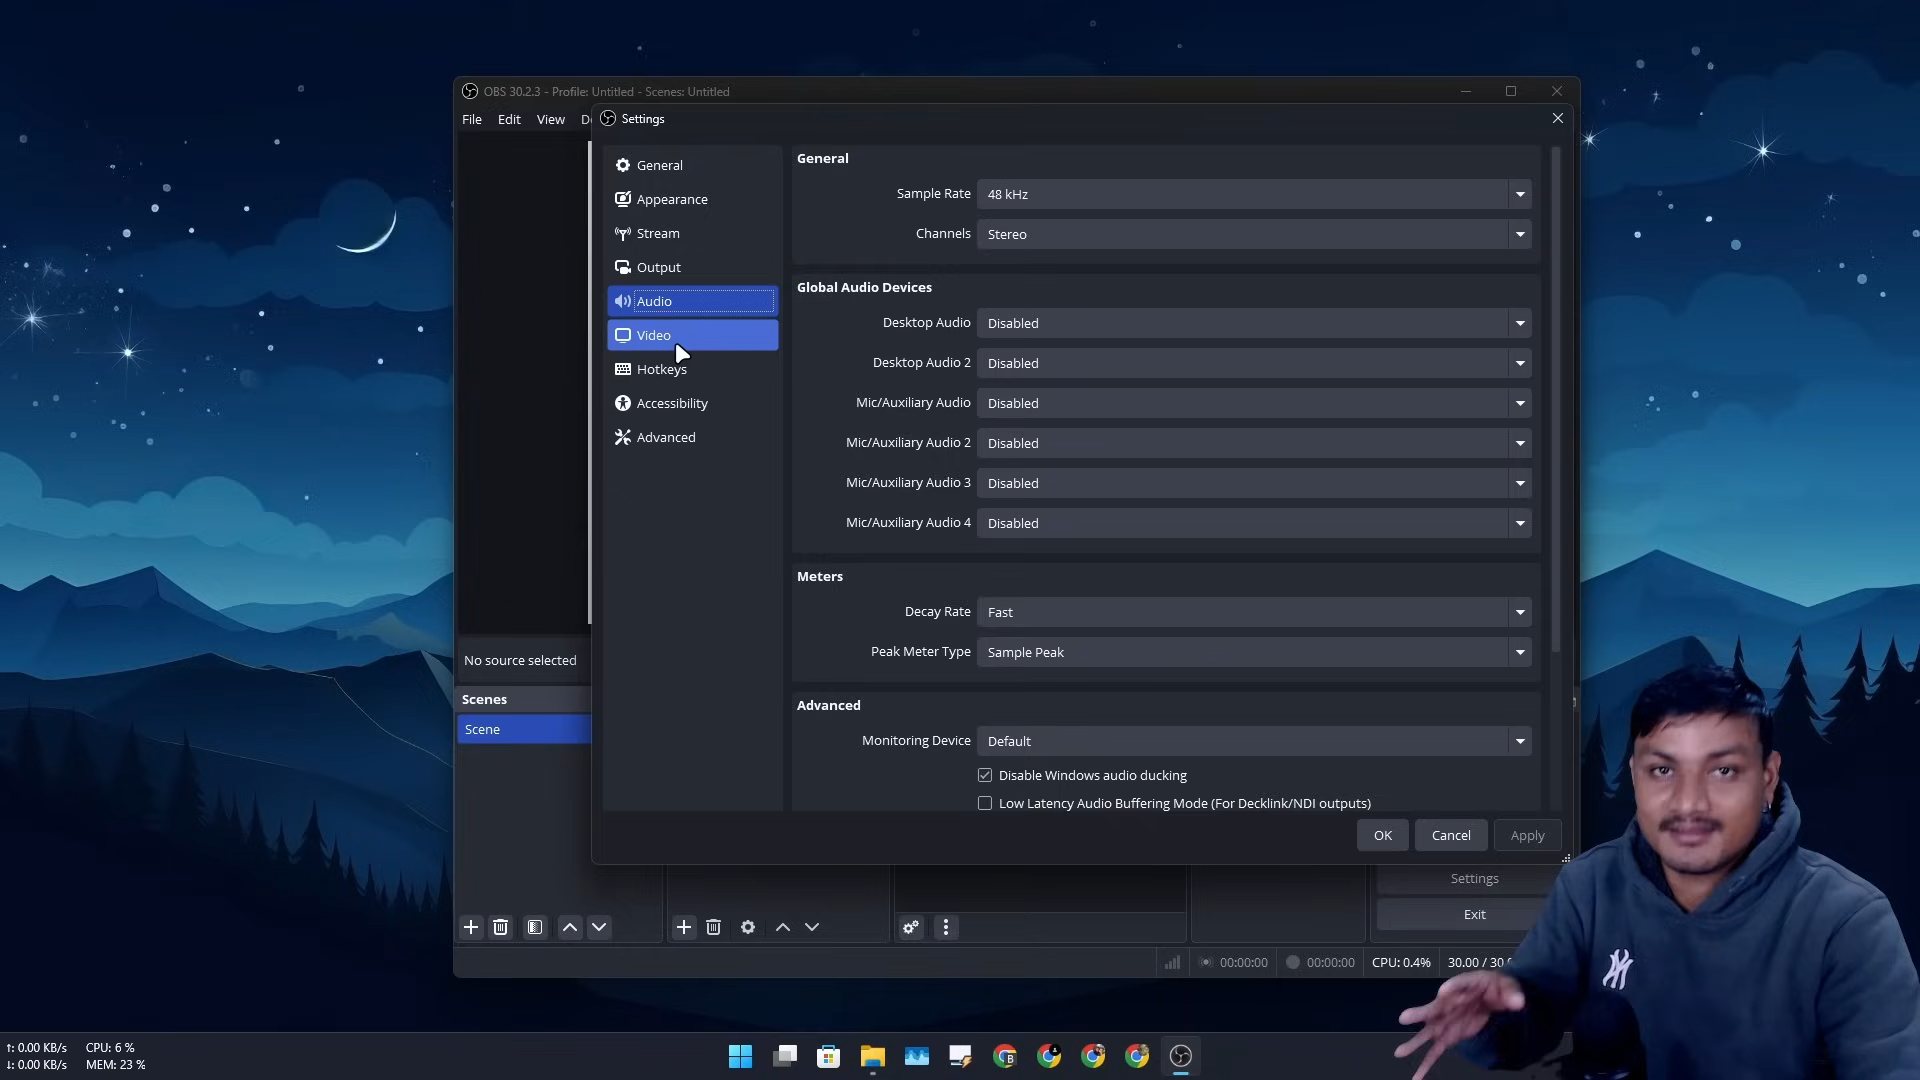 OBS 30.2.3 - Profile: Untitled - Scenes: Untitled
File Edit View
Settings
General
Appearance
Stream
Output
Audio
Video
Hotkeys
Accessibility
Advanced
General
Sample Rate 48 kHz
Channels Stereo
Global Audio Devices
Desktop Audio Disabled
Desktop Audio 2 Disabled
Mic/Auxiliary Audio Disabled
Mic/Auxiliary Audio 2 Disabled
Mic/Auxiliary Audio 3 Disabled
Mic/Auxiliary Audio 4 Disabled
Meters
Decay Rate Fast
Peak Meter Type Sample Peak
Advanced
Monitoring Device Default
Disable Windows audio ducking
Low Latency Audio Buffering Mode (For Decklink/NDI outputs)
OK Cancel Apply
No source selected
Scenes
Scene
Settings
Exit
00:00:00 00:00:00 CPU: 0.4% 30.00 /
↑: 0.00 KB/s CPU: 6 %
↓: 0.00 KB/s MEM: 23 %